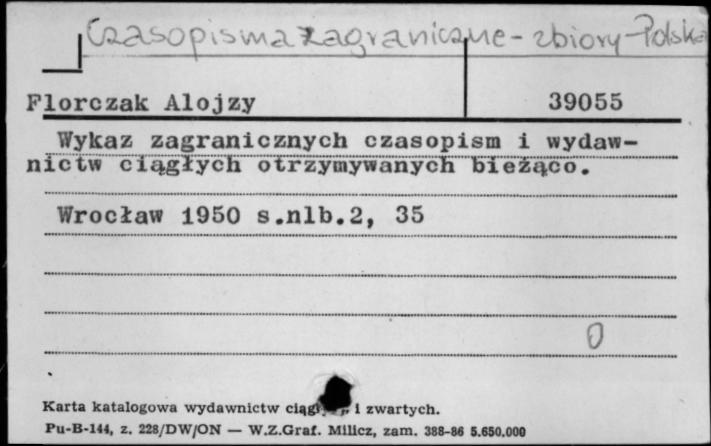 Czasopisma zagraniczne - zbiory - Polska
Florczak Alojzy 39055
Wykaz zagranicznych czasopism i wydaw-
nictw ciągłych otrzymywanych bieżąco.
Wrocław 1950 s.nlb.2, 35
0
Karta katalogowa wydawnictw i zwartych.
Pu-B-144, z. 228/DW/ON — W.Z.Graf. Milicz, zam. 388-86 5.650.000